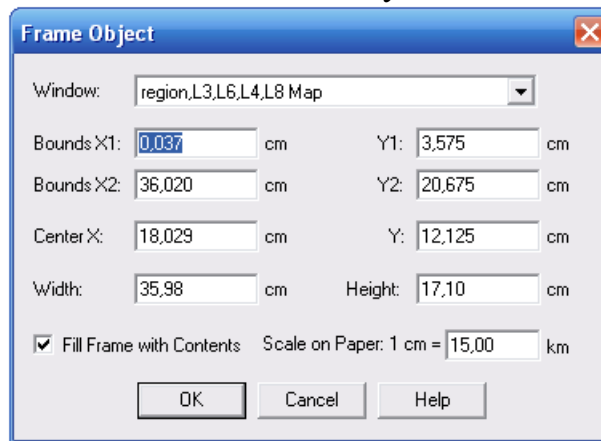 Frame Object
Window: region,L3,L6,L4,L8 Map
Bounds X1: 0,037 cm Y1: 3,575 cm
Bounds X2: 36,020 cm Y2: 20,675 cm
Center X: 18,029 cm Y: 12,125 cm
Width: 35,98 cm Height: 17,10 cm
Fill Frame with Contents Scale on Paper: 1 cm = 15,00 km
OK Cancel Help